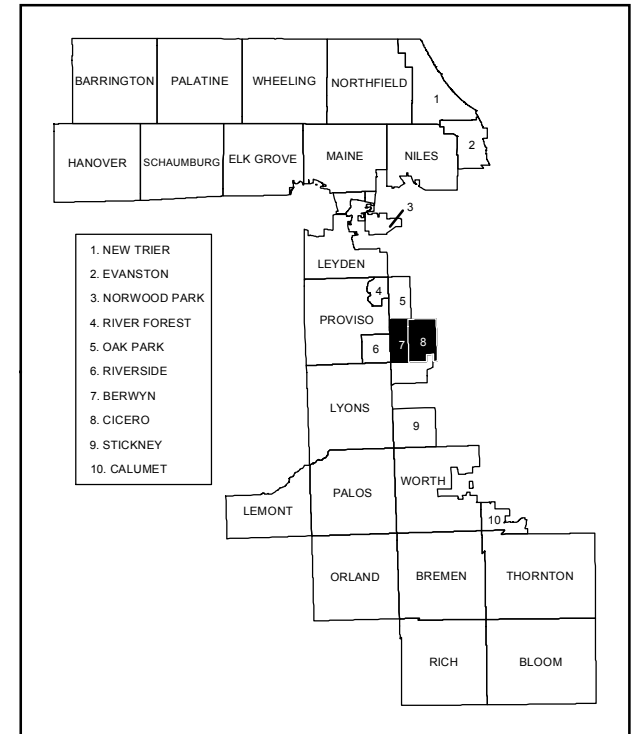 BARRINGTON PALATINE WHEELING NORTHFIELD
1
2
HANOVER SCHAUMBURG ELK GROVE MAINE NILES
3
1. NEW TRIER
2. EVANSTON
3. NORWOOD PARK
4. RIVER FOREST
5. OAK PARK
6. RIVERSIDE
7. BERWYN
8. CICERO
9. STICKNEY
10. CALUMET
LEYDEN
4
5
PROVISO
6
7
8
LYONS
9
WORTH
LEMONT
PALOS
10
ORLAND BREMEN THORNTON
RICH BLOOM